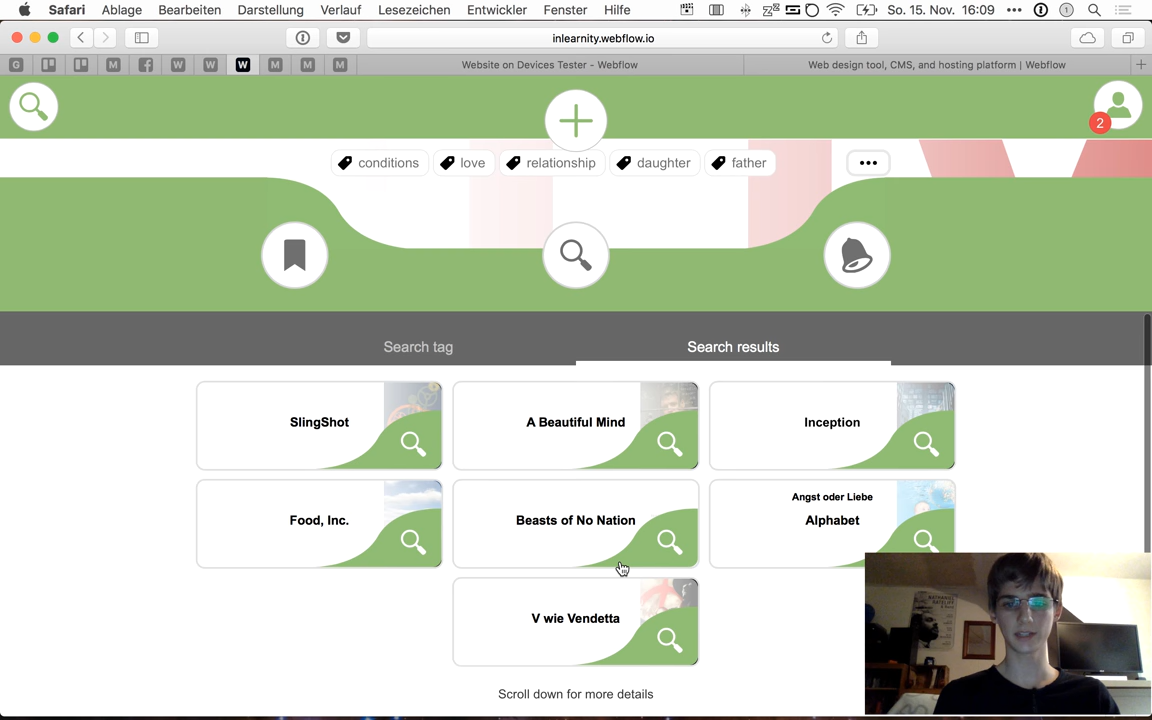 Safari Ablage Bearbeiten Darstellung Verlauf Lesezeichen Entwickler Fenster Hilfe So. 15. Nov. 16:09 1
inlearnity.webflow.io
G M f W W W M M M Website on Devices Tester - Webflow Web design tool, CMS, and hosting platform | Webflow
2
conditions love relationship daughter father
Search tag Search results
SlingShot A Beautiful Mind Inception
Angst oder Liebe
Food, Inc. Beasts of No Nation Alphabet
V wie Vendetta
Scroll down for more details